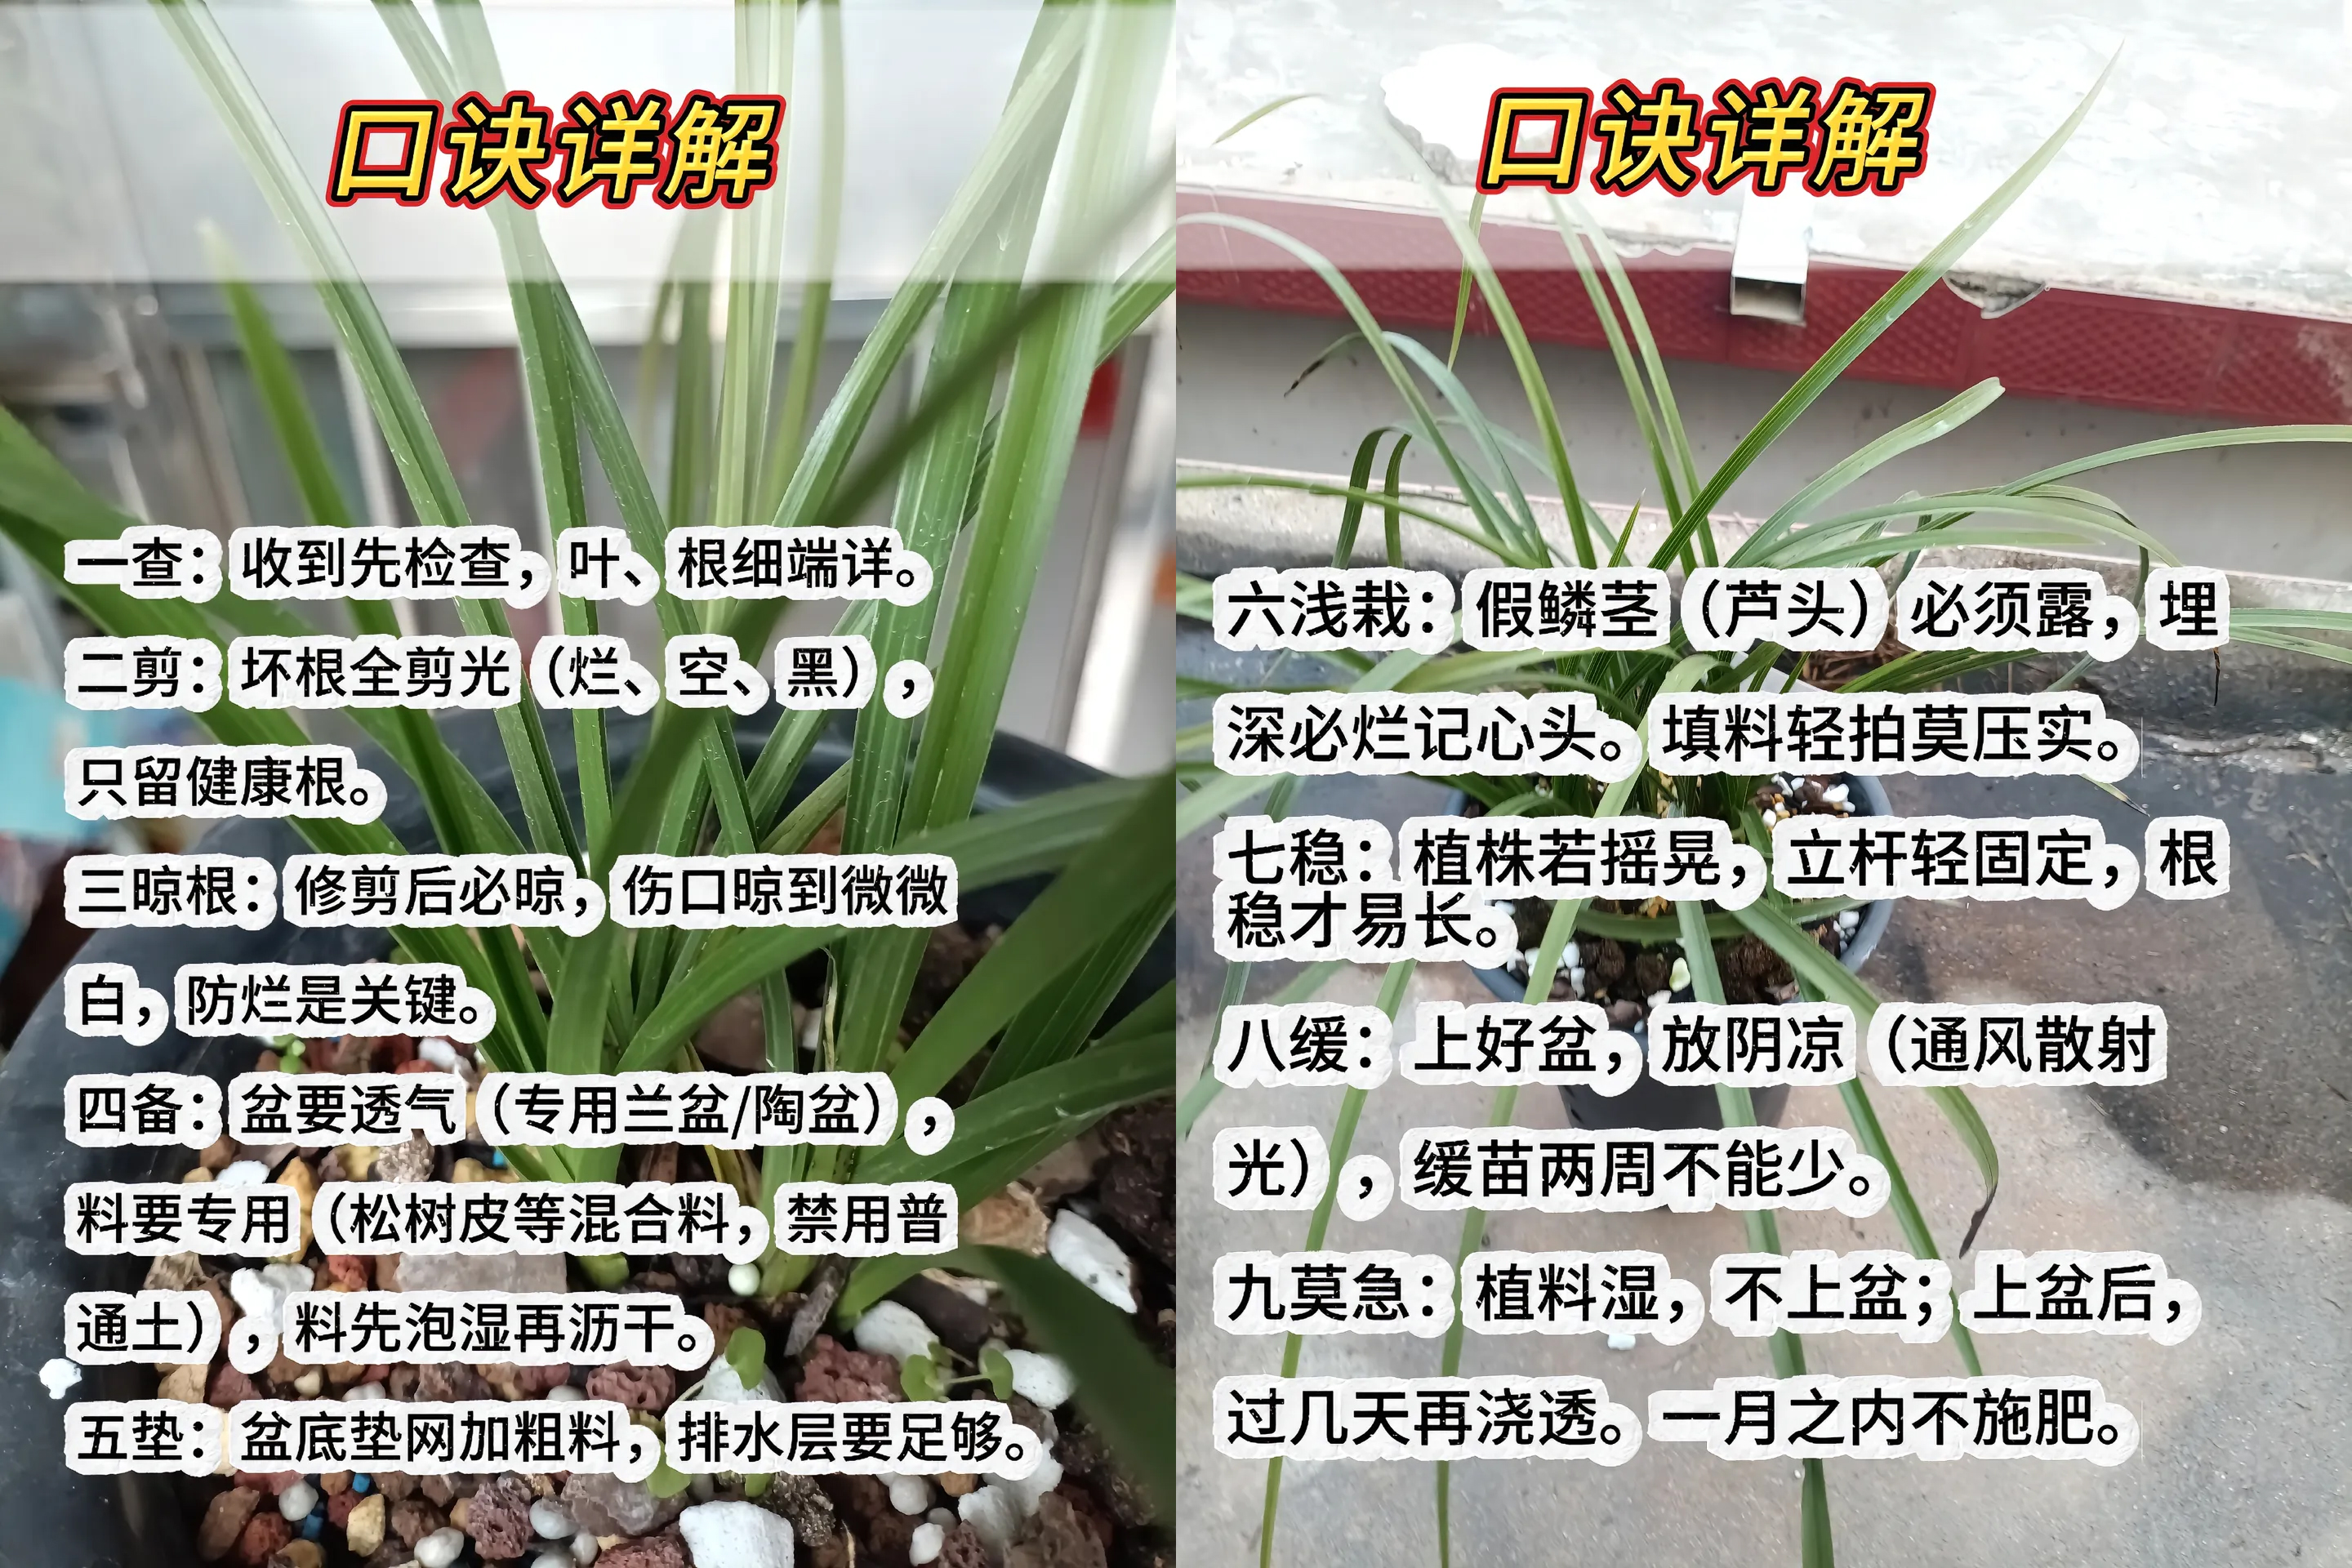 口诀详解
一查：收到先检查，叶、根细端详。
二剪：坏根全剪光（烂、空、黑），
只留健康根。
三晾根：修剪后必晾，伤口晾到微微
白，防烂是关键。
四备：盆要透气（专用兰盆/陶盆），
料要专用（松树皮等混合料，禁用普
通土），料先泡湿再沥干。
五垫：盆底垫网加粗料，排水层要足够。
口诀详解
六浅栽：假鳞茎（芦头）必须露，埋
深必烂记心头。填料轻拍莫压实。
七稳：植株若摇晃，立杆轻固定，根
稳才易长。
八缓：上好盆，放阴凉（通风散射
光），缓苗两周不能少。
九莫急：植料湿，不上盆；上盆后，
过几天再浇透。一月之内不施肥。